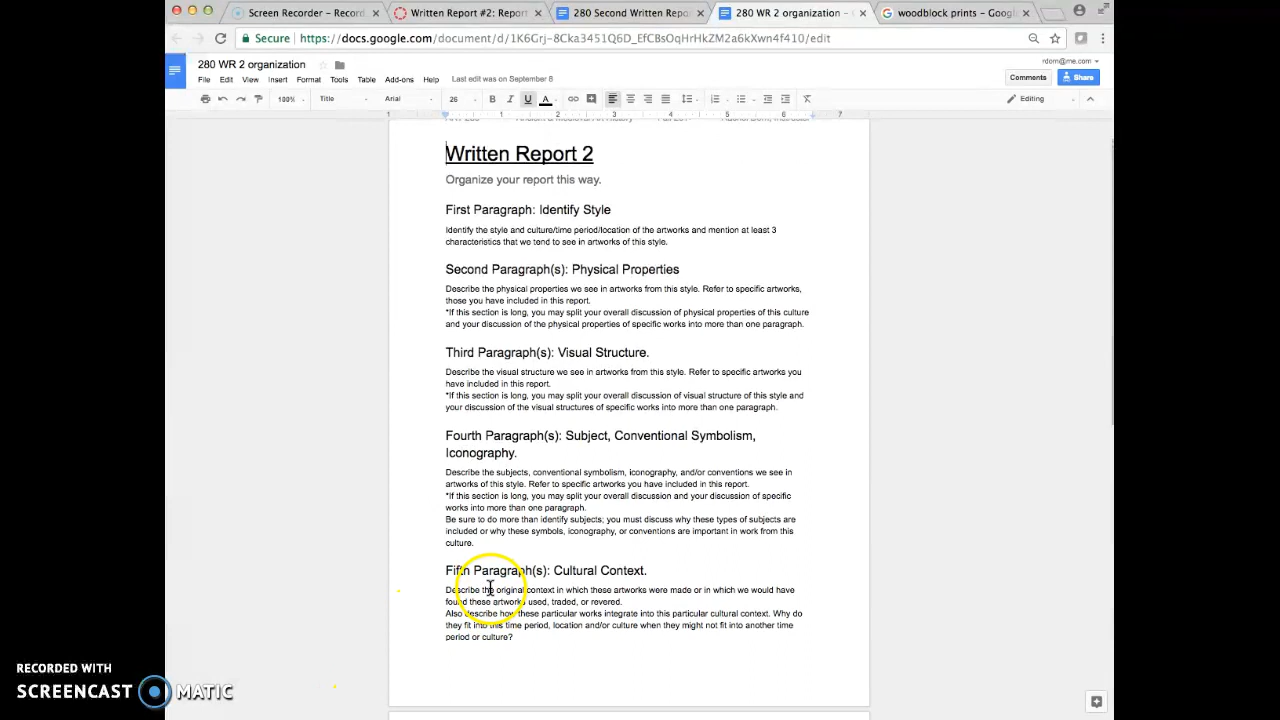 Screen Recorder – Record
Written Report #2: Report
280 Second Written Repo
280 WR 2 organization –
woodblock prints – Google
Secure
https://docs.google.com/document/d/1K6Grj-8Cka3451Q6D_EfCBsOqHrHkZM2a6kXwn4f410/edit
280 WR 2 organization
rdom@me.com
File Edit View Insert Format Tools Table Add-ons Help Last edit was on September 6
Comments Share
100% Title Arial 26 B I U A Editing
1 1 2 3 4 5 6 7
Written Report 2
Organize your report this way.
First Paragraph: Identify Style
Identify the style and culture/time period/location of the artworks and mention at least 3
characteristics that we tend to see in artworks of this style.
Second Paragraph(s): Physical Properties
Describe the physical properties we see in artworks from this style. Refer to specific artworks,
those you have included in this report.
*If this section is long, you may split your overall discussion of physical properties of this culture
and your discussion of the physical properties of specific works into more than one paragraph.
Third Paragraph(s): Visual Structure.
Describe the visual structure we see in artworks from this style. Refer to specific artworks you
have included in this report.
*If this section is long, you may split your overall discussion of visual structure of this style and
your discussion of the visual structures of specific works into more than one paragraph.
Fourth Paragraph(s): Subject, Conventional Symbolism,
Iconography.
Describe the subjects, conventional symbolism, iconography, and/or conventions we see in
artworks of this style. Refer to specific artworks you have included in this report.
*If this section is long, you may split your overall discussion and your discussion of specific
works into more than one paragraph.
Be sure to do more than identify subjects; you must discuss why these types of subjects are
included or why these symbols, iconography, or conventions are important in work from this
culture.
Fifth Paragraph(s): Cultural Context.
Describe the original context in which these artworks were made or in which we would have
found these artworks used, traded, or revered.
Also describe how these particular works integrate into this particular cultural context. Why do
they fit into this time period, location and/or culture when they might not fit into another time
period or culture?
RECORDED WITH
SCREENCAST MATIC